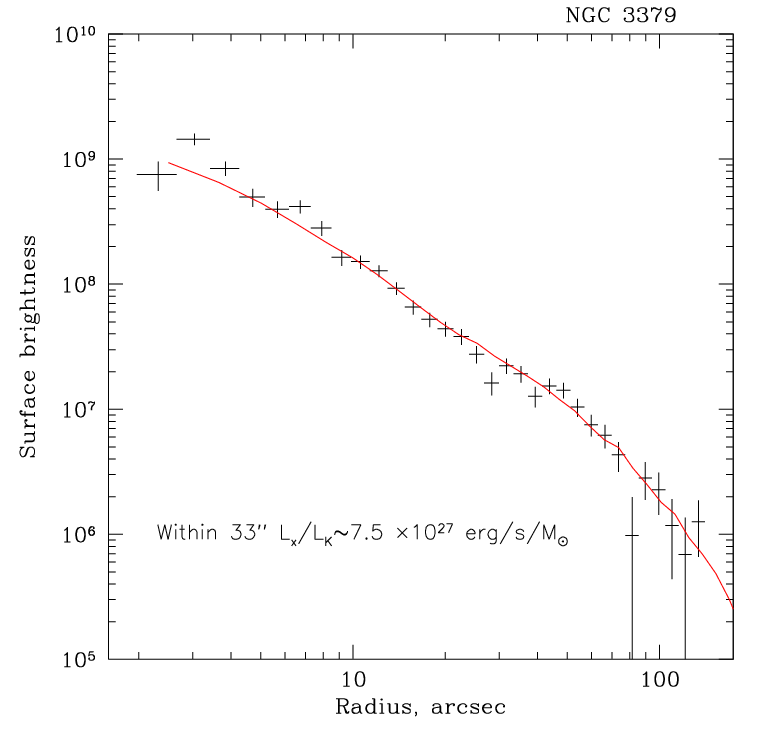 NGC 3379
10¹⁰
10⁹
10⁸
10⁷
10⁶
10⁵
Surface brightness
Within 33″ Lₓ/L_K~7.5 ×10²⁷ erg/s/M⊙
10 100
Radius, arcsec